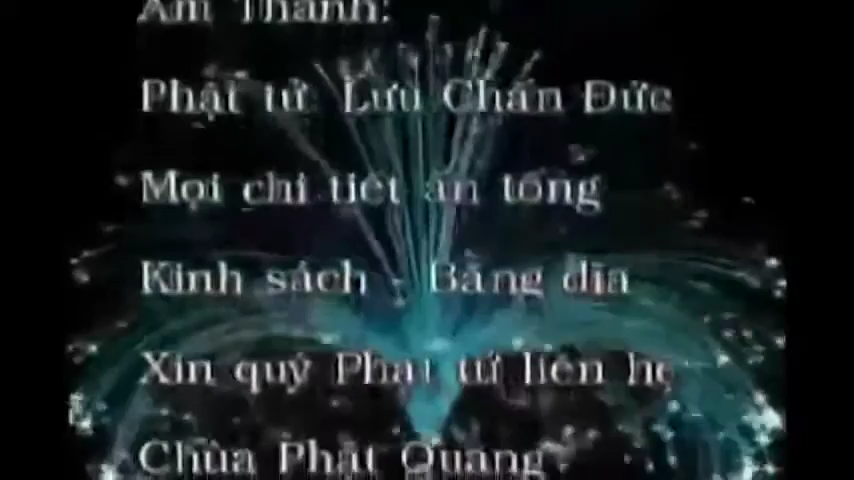 Âm Thanh:
Phật tử: Lưu Chấn Đức
Mọi chi tiết ấn tống
Kinh sách - Băng dĩa
Xin quý Phật tử liên hệ
Chùa Phật Quang